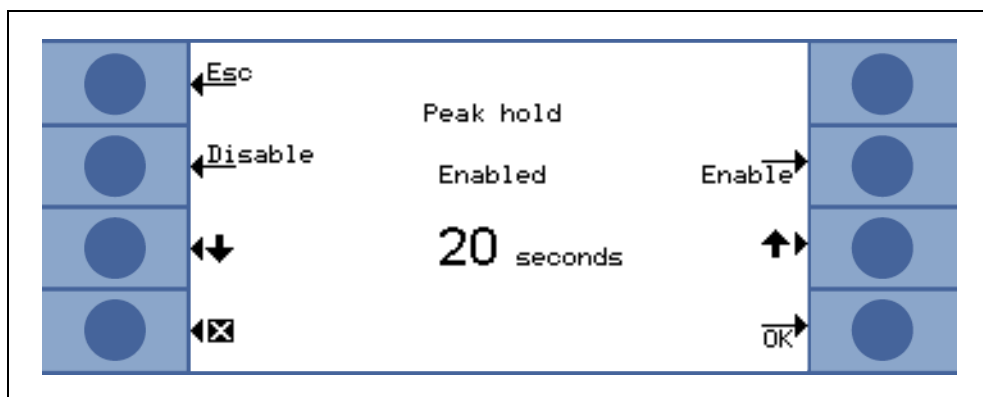 Esc
Peak hold
Disable
Enabled Enable
20 seconds
OK